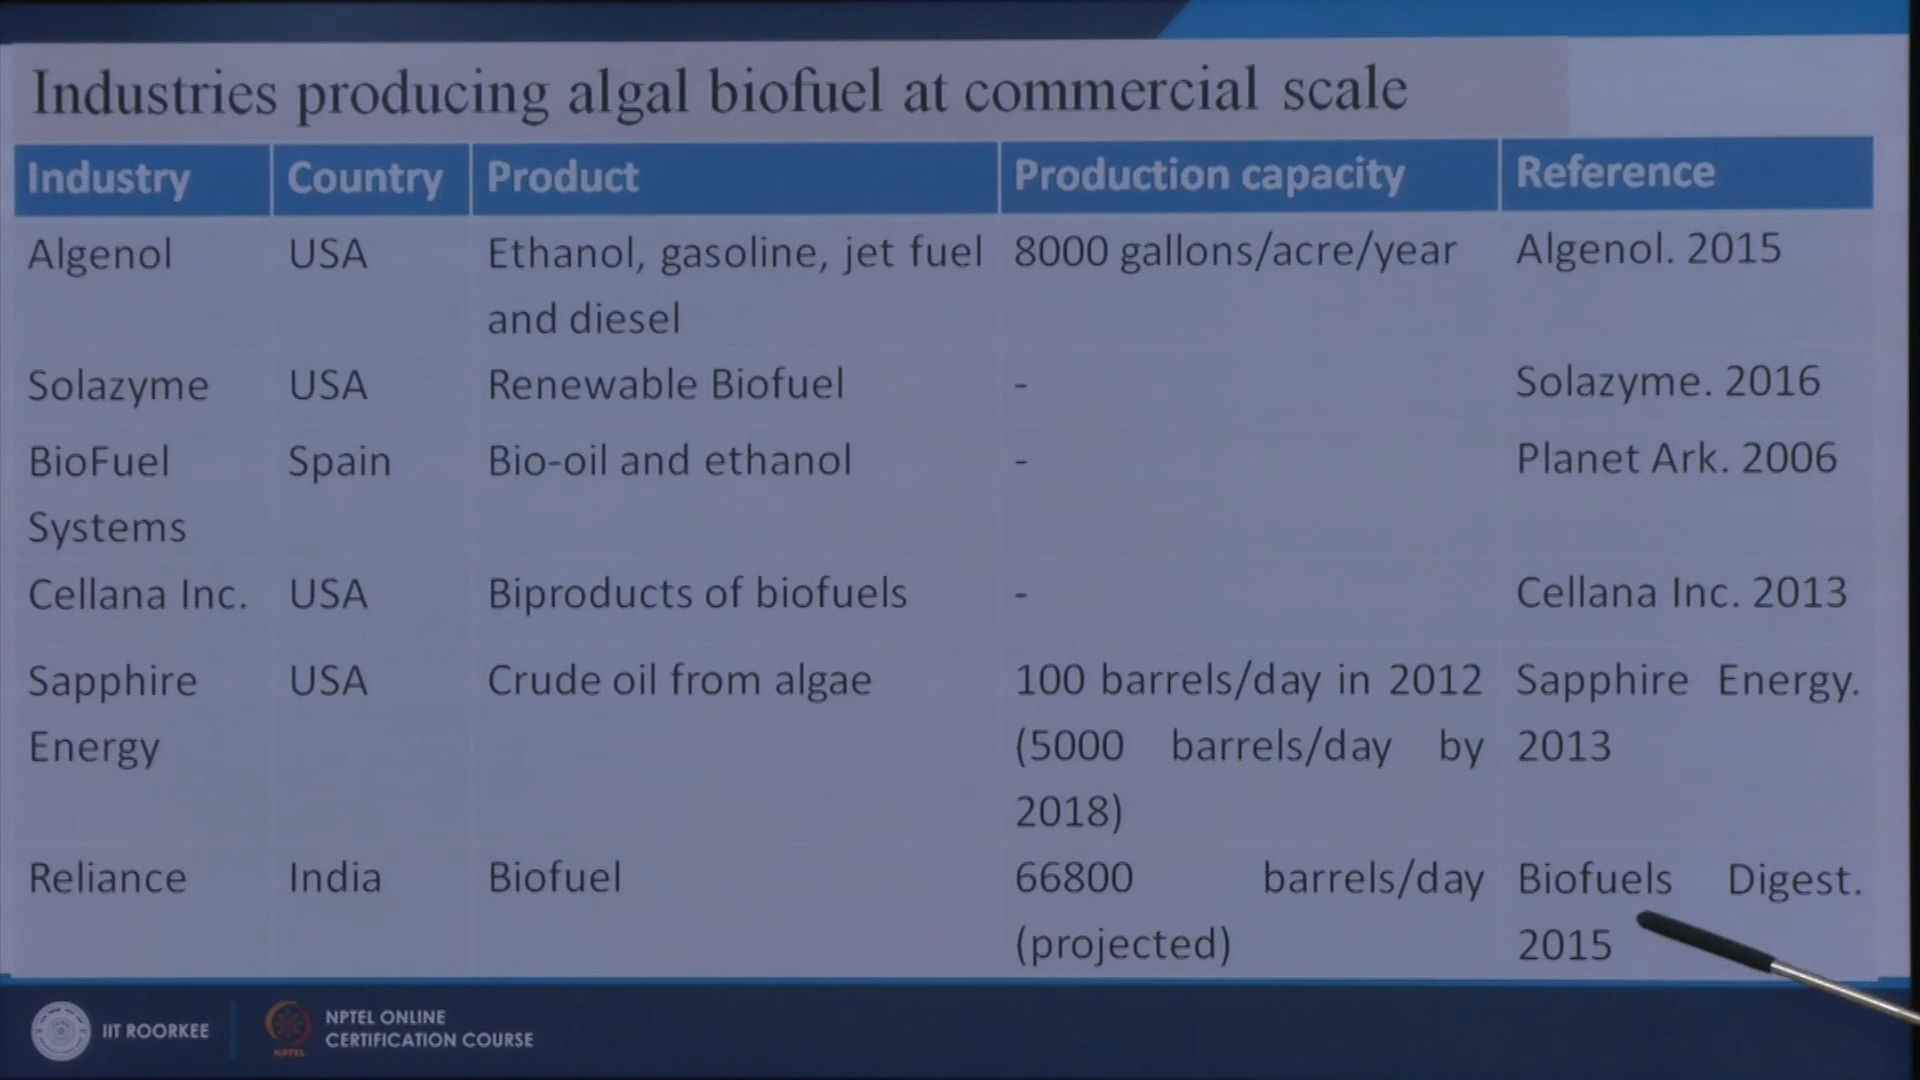 Industries producing algal biofuel at commercial scale
Industry Country Product Production capacity Reference
Algenol USA Ethanol, gasoline, jet fuel 8000 gallons/acre/year Algenol. 2015
and diesel
Solazyme USA Renewable Biofuel - Solazyme. 2016
BioFuel Spain Bio-oil and ethanol - Planet Ark. 2006
Systems
Cellana Inc. USA Biproducts of biofuels - Cellana Inc. 2013
Sapphire USA Crude oil from algae 100 barrels/day in 2012 Sapphire Energy.
Energy (5000 barrels/day by 2013
2018)
Reliance India Biofuel 66800 barrels/day Biofuels Digest.
(projected) 2015
IIT ROORKEE
NPTEL
NPTEL ONLINE
CERTIFICATION COURSE